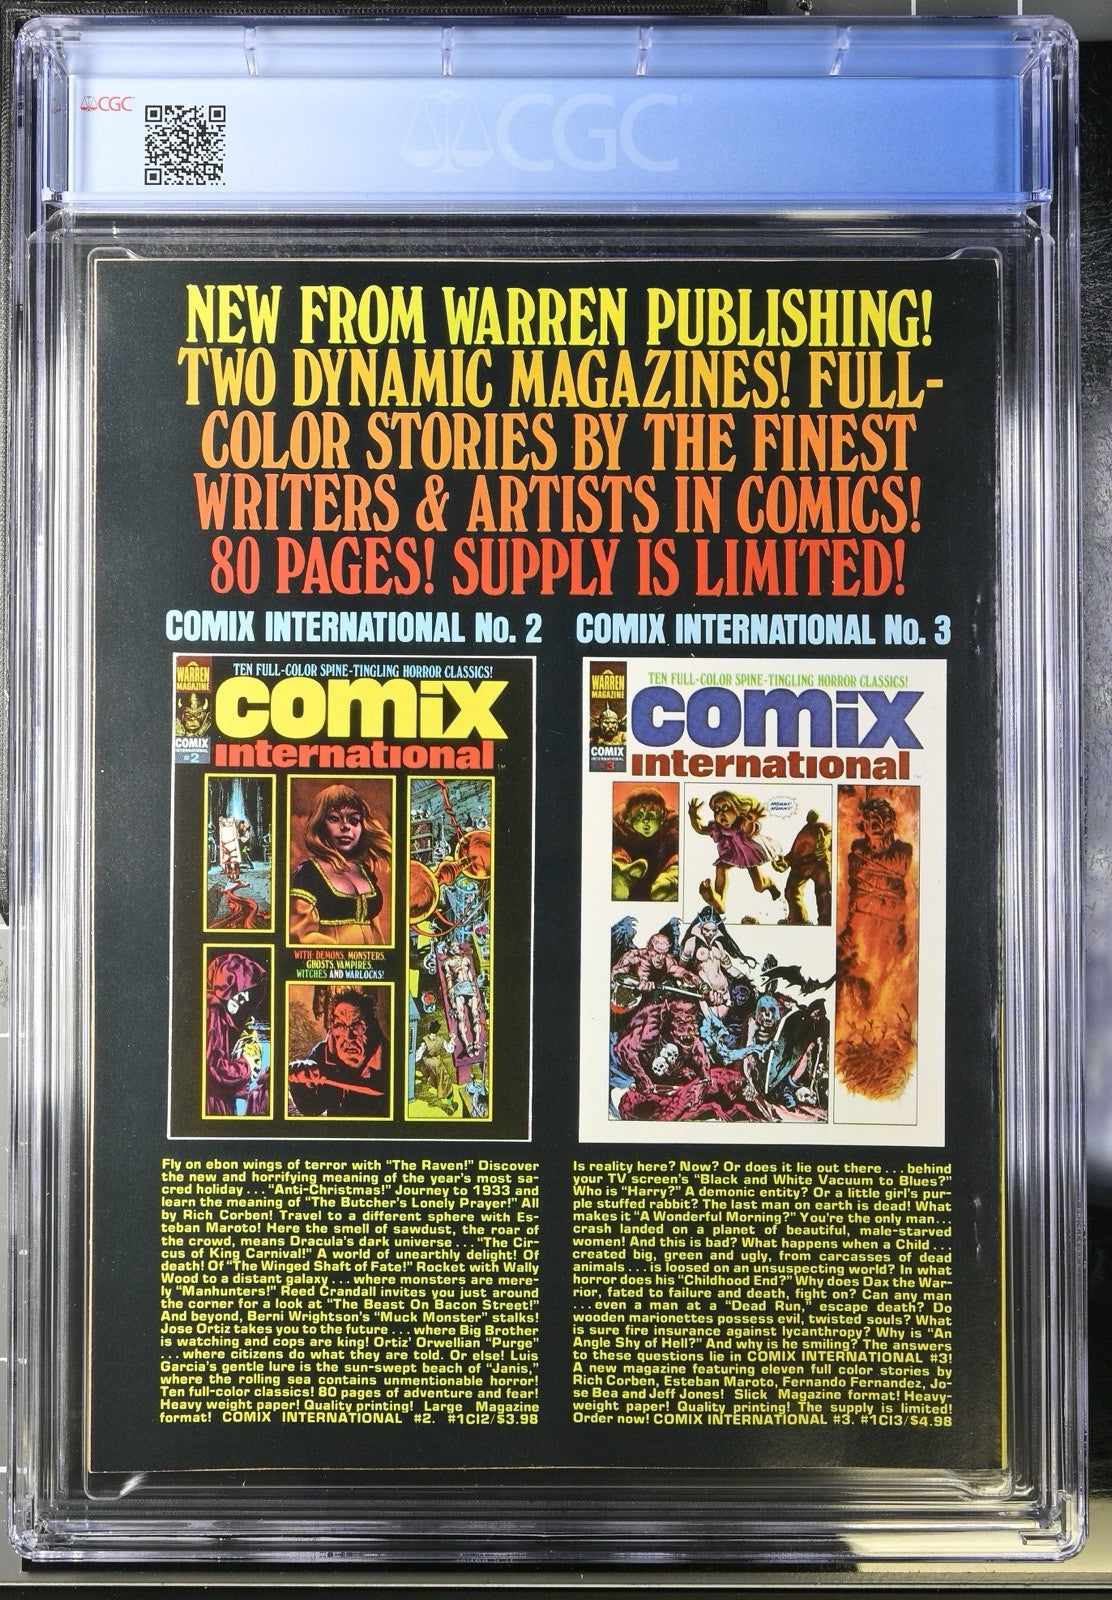 CGC
CGC
NEW FROM WARREN PUBLISHING!
TWO DYNAMIC MAGAZINES! FULL-
COLOR STORIES BY THE FINEST
WRITERS & ARTISTS IN COMICS!
80 PAGES! SUPPLY IS LIMITED!
COMIX INTERNATIONAL No. 2
WARREN
MAGAZINE
COMIX
INTERNATIONAL
#2
TEN FULL-COLOR SPINE-TINGLING HORROR CLASSICS!
comix
international
WITH: DEMONS, MONSTERS,
GHOSTS, VAMPIRES,
WITCHES AND WARLOCKS!
Fly on ebon wings of terror with "The Raven!" Discover
the new and horrifying meaning of the year's most sa-
cred holiday ... "Anti-Christmas!" Journey to 1933 and
learn the meaning of "The Butcher's Lonely Prayer!" All
by Rich Corben! Travel to a different sphere with Es-
teban Maroto! Here the smell of sawdust, the roar of
the crowd, means Dracula's dark universe ... "The Cir-
cus of King Carnival!" A world of unearthly delight! Of
death! Of "The Winged Shaft of Fate!" Rocket with Wally
Wood to a distant galaxy ... where monsters are mere-
ly "Manhunters!" Reed Crandall invites you just around
the corner for a look at "The Beast On Bacon Street!"
And beyond, Berni Wrightson's "Muck Monster" stalks!
Jose Ortiz takes you to the future ... where Big Brother
is watching and cops are king! Ortiz' Orwellian "Purge"
... where citizens do what they are told. Or else! Luis
Garcia's gentle lure is the sun-swept beach of "Janis,"
where the rolling sea contains unmentionable horror!
Ten full-color classics! 80 pages of adventure and fear!
Heavy weight paper! Quality printing! Large Magazine
format! COMIX INTERNATIONAL #2. #1CI2/$3.98
COMIX INTERNATIONAL No. 3
WARREN
MAGAZINE
COMIX
INTERNATIONAL
#3
TEN FULL-COLOR SPINE-TINGLING HORROR CLASSICS!
comix
international
Is reality here? Now? Or does it lie out there ... behind
your TV screen's "Black and White Vacuum to Blues?"
Who is "Harry?" A demonic entity? Or a little girl's pur-
ple stuffed rabbit? The last man on earth is dead! What
makes it "A Wonderful Morning?" You're the only man ...
crash landed on a planet of beautiful, male-starved
women! And this is bad? What happens when a Child ...
created big, green and ugly, from carcasses of dead
animals ... is loosed on an unsuspecting world? In what
horror does his "Childhood End?" Why does Dax the War-
rior, fated to failure and death, fight on? Can any man
... even a man at a "Dead Run," escape death? Do
wooden marionettes possess evil, twisted souls? What
is sure fire insurance against lycanthropy? Why is "An
Angle Shy of Hell?" And why is he smiling? The answers
to these questions lie in COMIX INTERNATIONAL #3!
A new magazine featuring eleven full color stories by
Rich Corben, Esteban Maroto, Fernando Fernandez, Jo-
se Bea and Jeff Jones! Slick Magazine format! Heavy-
weight paper! Quality printing! The supply is limited!
Order now! COMIX INTERNATIONAL #3. #1CI3/$4.98